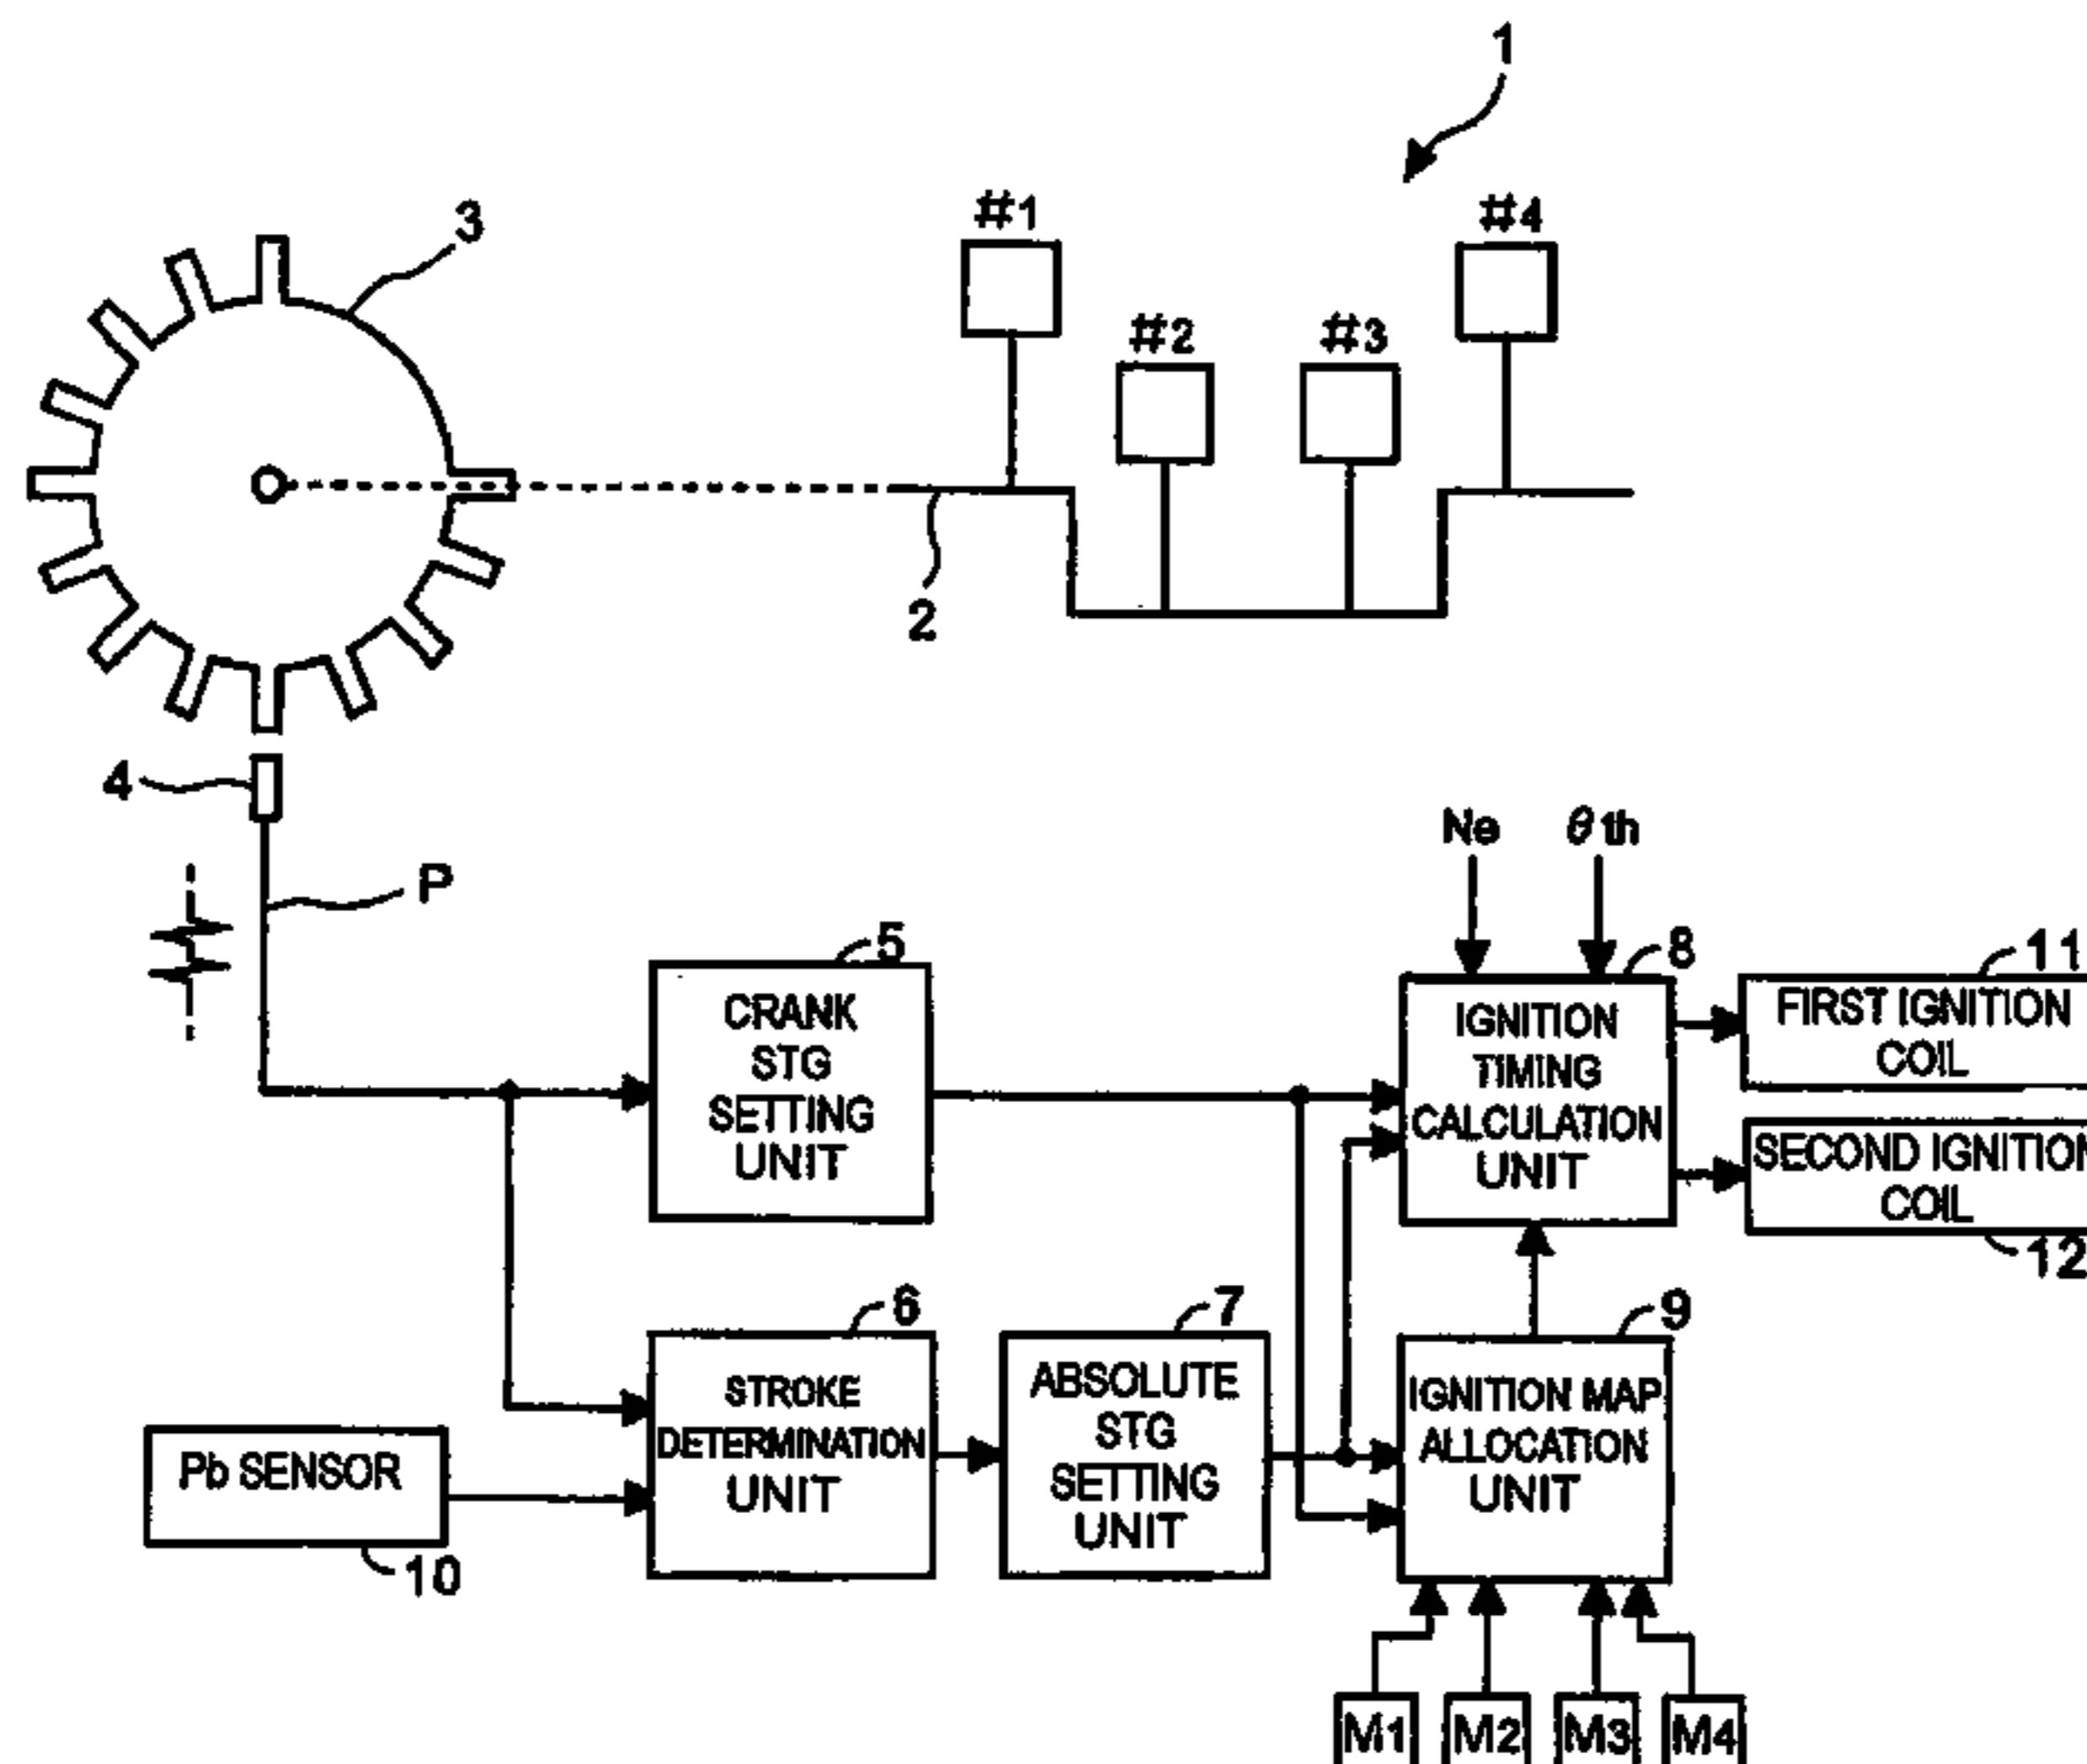 1
#1
#4
3
#2
#3
2
4
P
Ne
θth
5
8
11
CRANK
STG
SETTING
UNIT
IGNITION
TIMING
CALCULATION
UNIT
FIRST IGNITION
COIL
SECOND IGNITION
COIL
12
6
7
9
STROKE
DETERMINATION
UNIT
ABSOLUTE
STG
SETTING
UNIT
IGNITION MAP
ALLOCATION
UNIT
Pb SENSOR
10
M1
M2
M3
M4